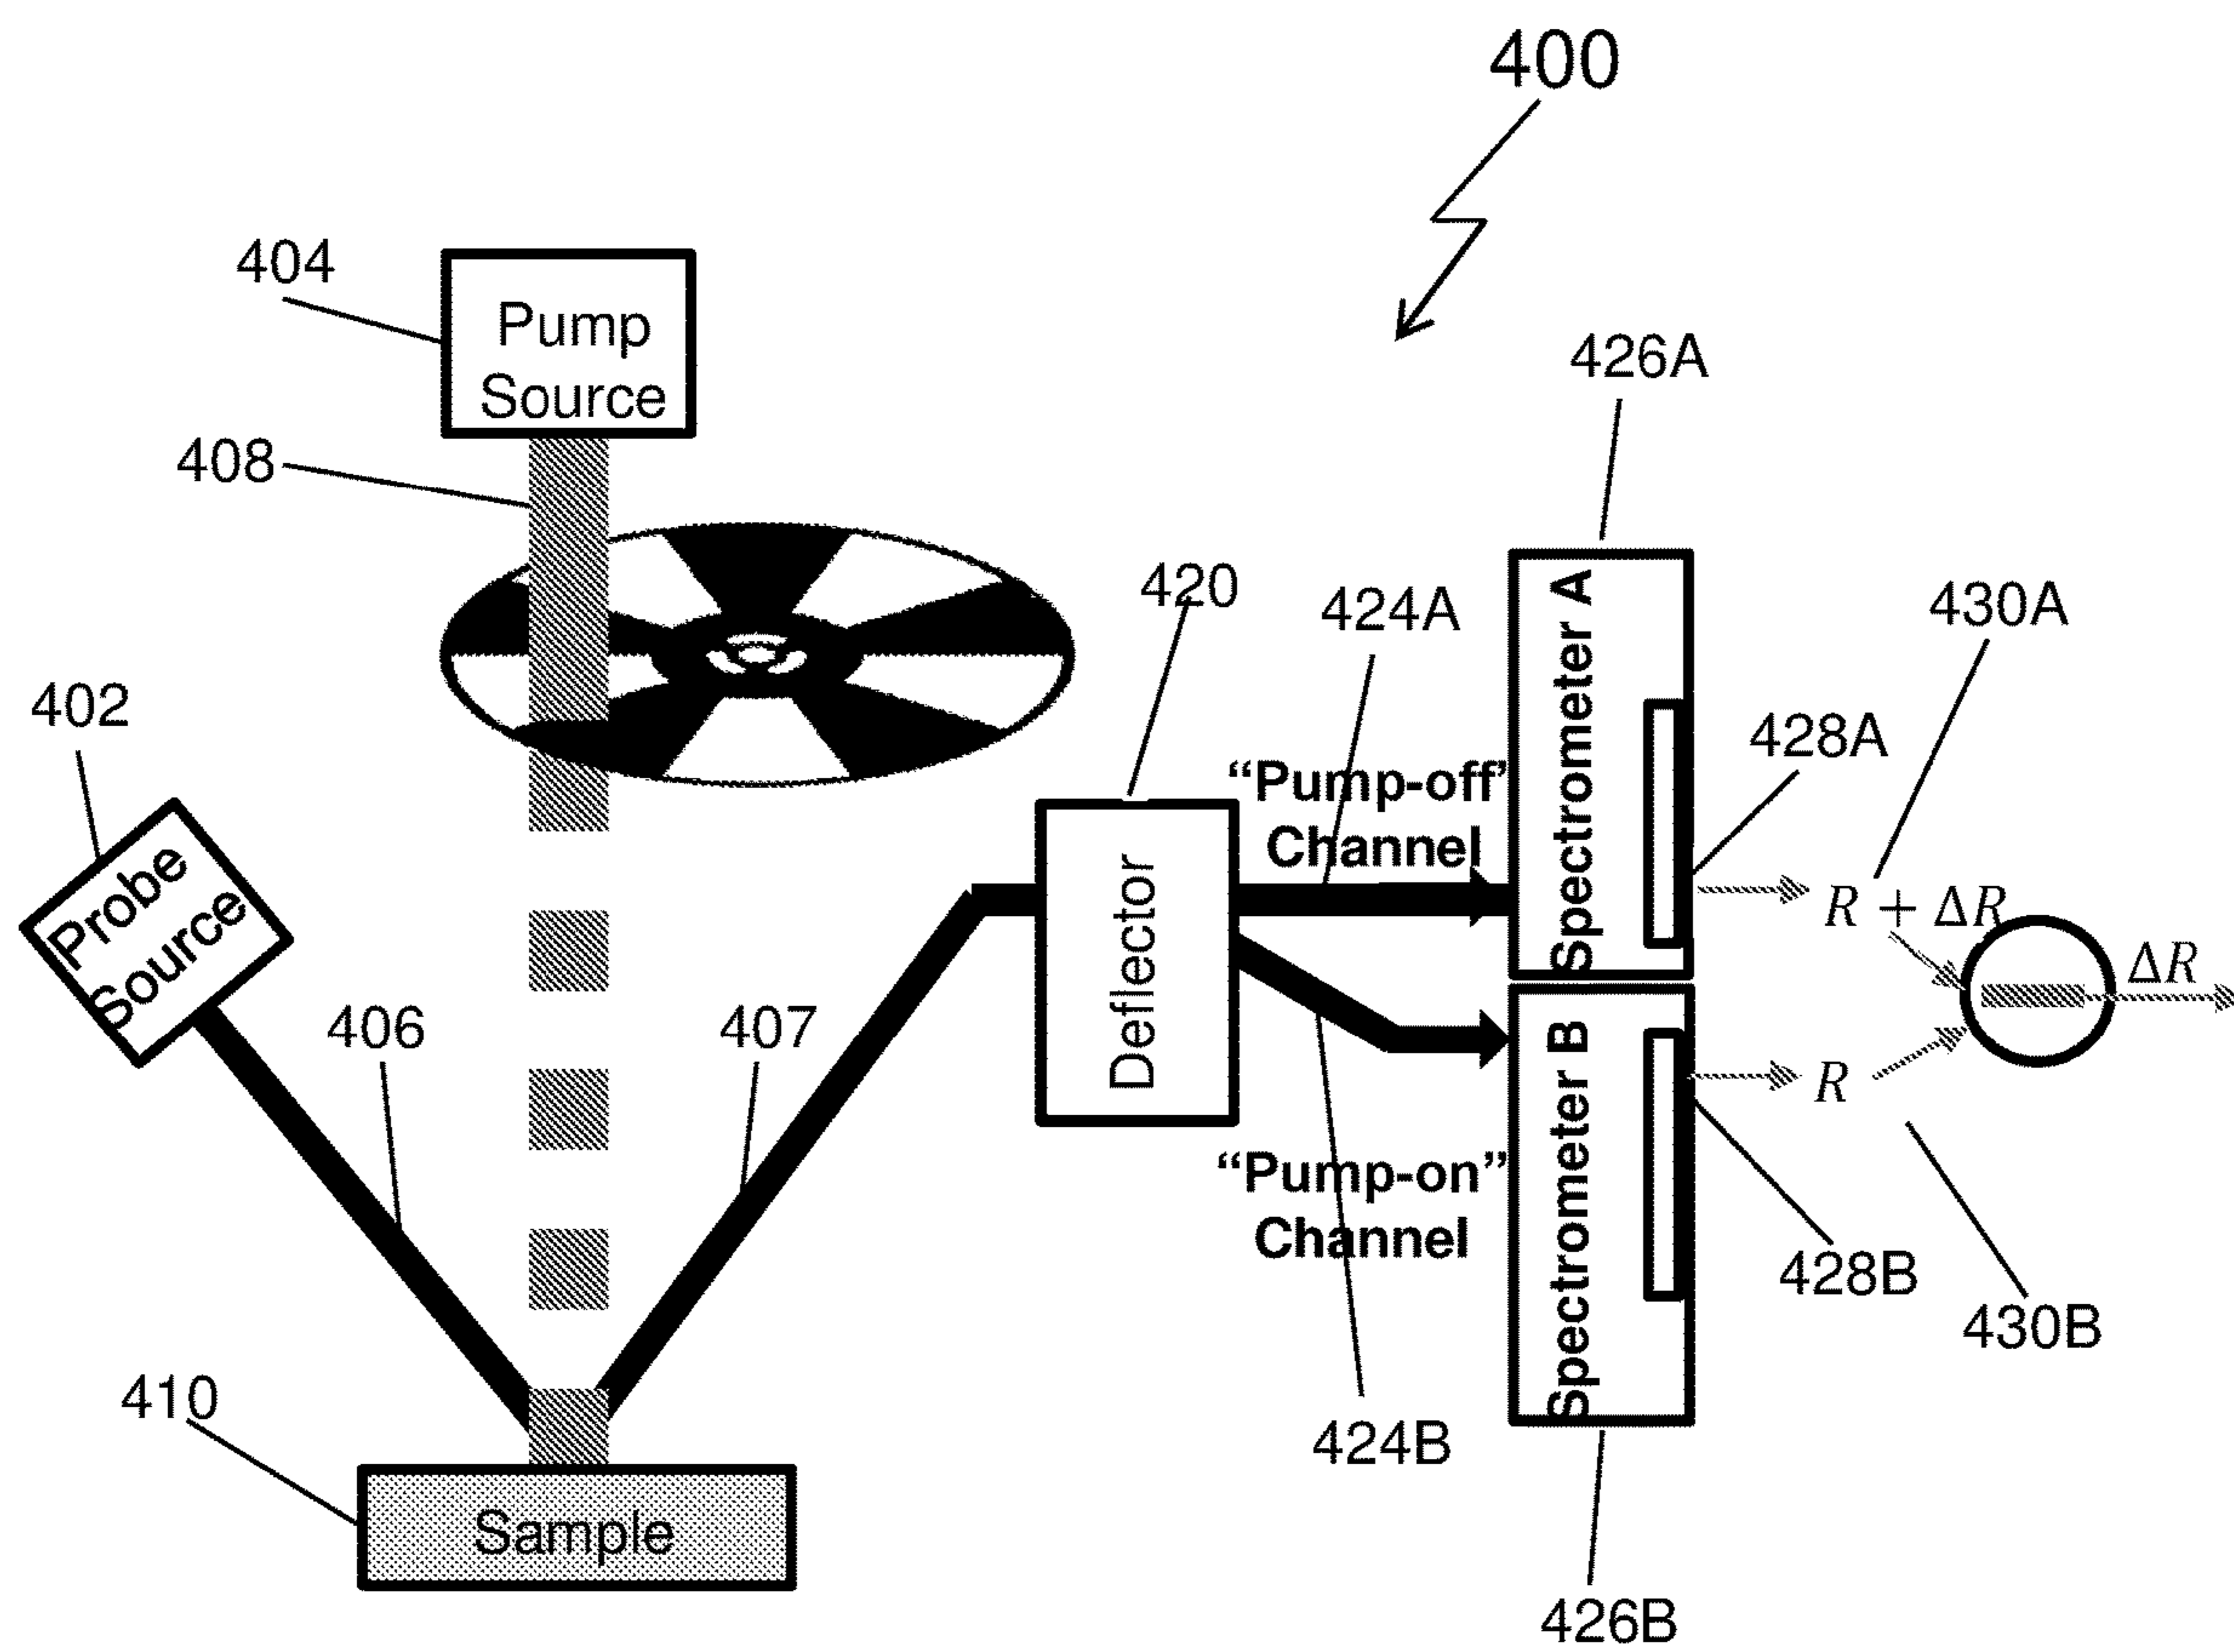 400
404
Pump
Source
408
426A
420
424A
430A
402
Probe
Source
Spectrometer A
428A
"Pump-off"
Channel
R + ΔR
ΔR
Deflector
406
407
R
"Pump-on"
Channel
Spectrometer B
428B
430B
410
424B
Sample
426B